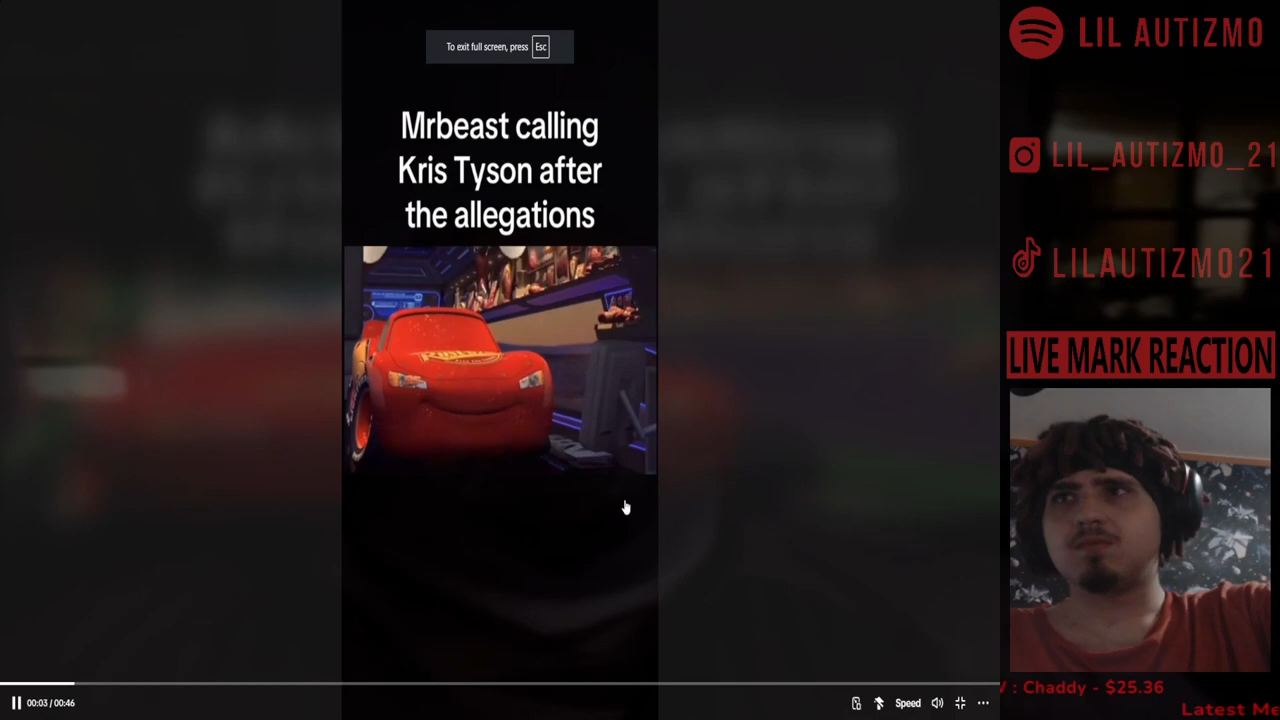 To exit full screen, press Esc
Mrbeast calling
Kris Tyson after
the allegations
00:03 / 00:46
Speed
LIL AUTIZMO
LIL_AUTIZMO_21
LILAUTIZMO21
LIVE MARK REACTION
: Chaddy - $25.36
Latest Me